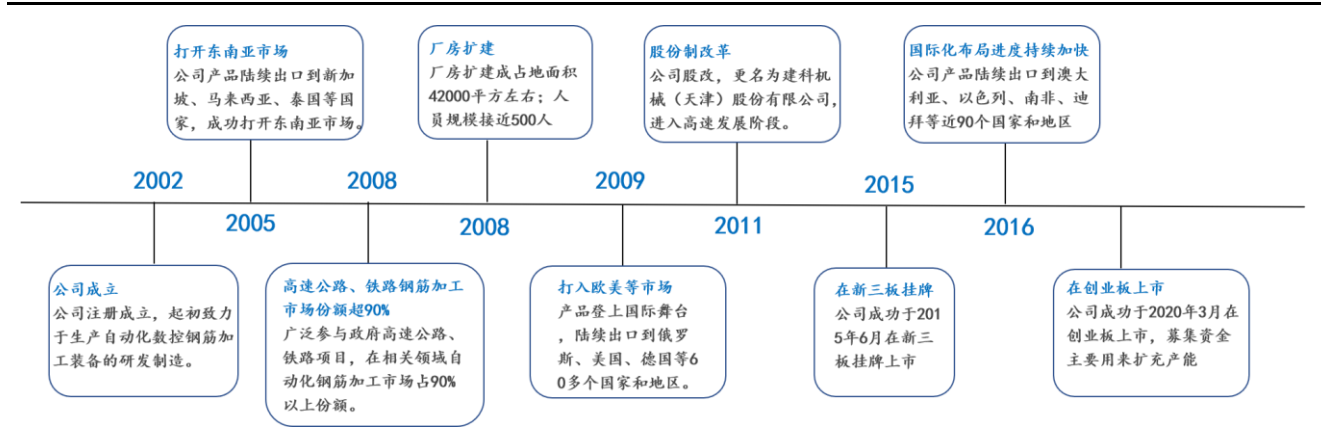 打开东南亚市场
公司产品陆续出口到新加
坡、马来西亚、泰国等国
家，成功打开东南亚市场。
厂房扩建
厂房扩建成占地面积
42000平方左右；人
员规模接近500人
股份制改革
公司股改，更名为建科机
械（天津）股份有限公司，
进入高速发展阶段。
国际化布局进度持续加快
公司产品陆续出口到澳大
利亚、以色列、南非、迪
拜等近90个国家和地区
2002
2008
2009
2015
2005
2008
2011
2016
公司成立
公司注册成立，起初致力
于生产自动化数控钢筋加
工装备的研发制造。
高速公路、铁路钢筋加工
市场份额超90%
广泛参与政府高速公路、
铁路项目，在相关领域自
动化钢筋加工市场占90%
以上份额。
打入欧美等市场
产品登上国际舞台
，陆续出口到俄罗
斯、美国、德国等6
0多个国家和地区。
在新三板挂牌
公司成功于201
5年6月在新三
板挂牌上市
在创业板上市
公司成功于2020年3月在
创业板上市，募集资金
主要用来扩充产能